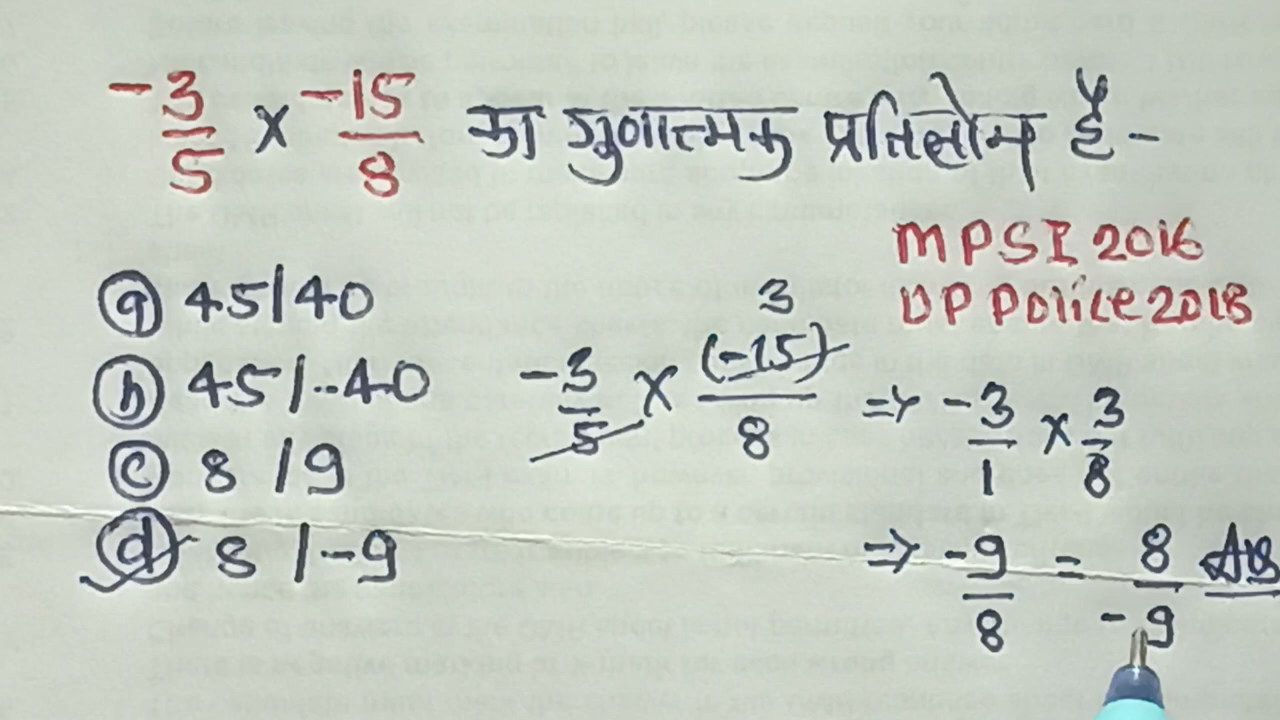 -3/5 × -15/8 का गुणात्मक प्रतिलोम है-
MPSI 2016
UP Police 2018
(a) 45/40
(b) 45/-40
(c) 8/9
(d) 8/-9
3
-3/5 × (-15)/8 ⇒ -3/1 × 3/8
⇒ -9/8 = 8/-9 Ans